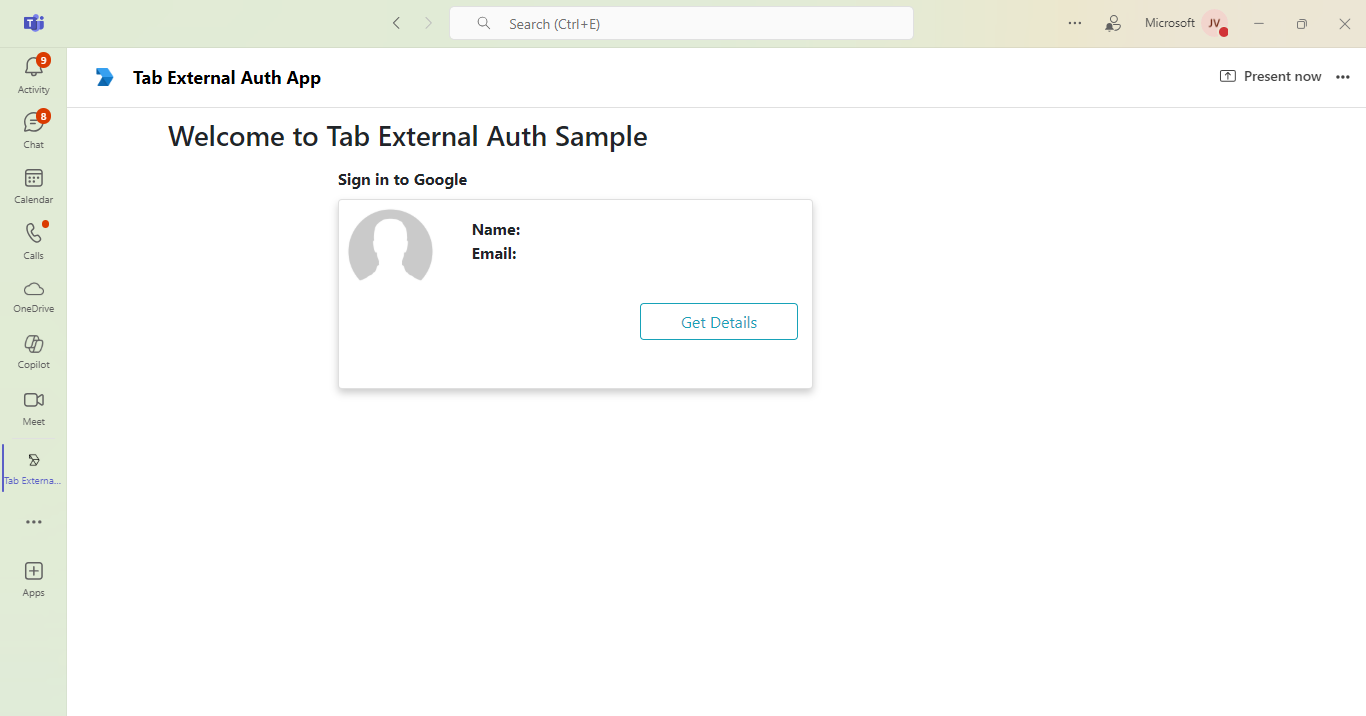 Search (Ctrl+E)
Microsoft
JV
9
Activity
8
Chat
Calendar
Calls
OneDrive
Copilot
Meet
Tab Externa...
Apps
Tab External Auth App
Present now
Welcome to Tab External Auth Sample
Sign in to Google
Name:
Email:
Get Details